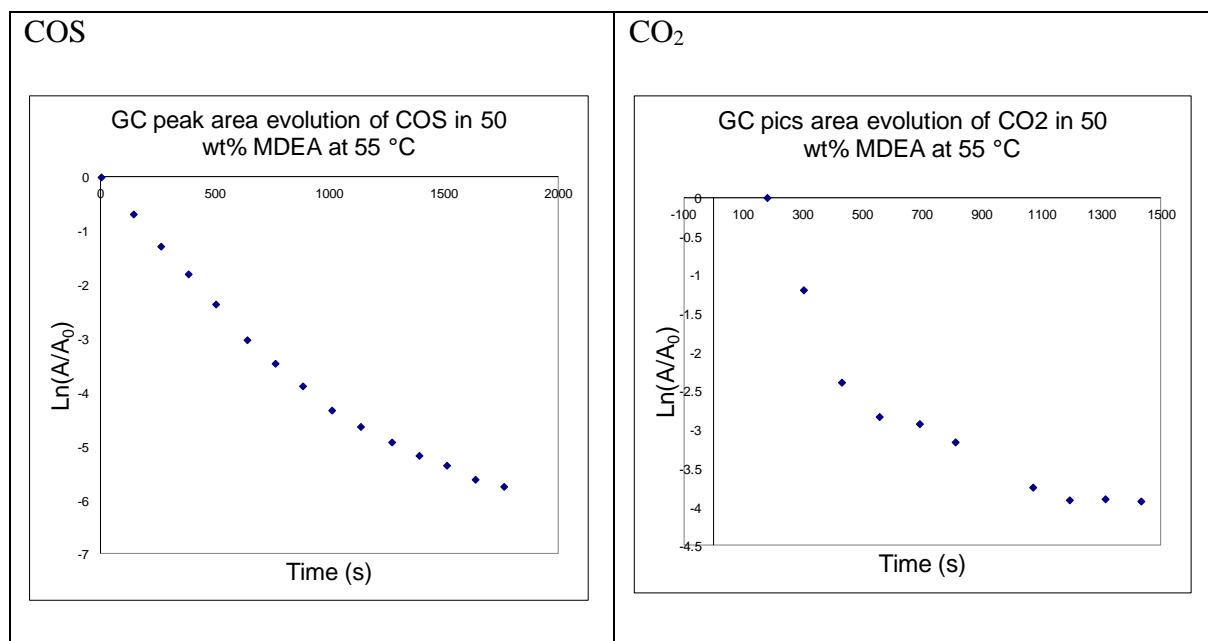 COS
GC peak area evolution of COS in 50
wt% MDEA at 55 °C
0
0 500 1000 1500 2000
-1
-2
-3
-4
-5
-6
-7
Ln(A/A₀)
Time (s)
CO₂
GC pics area evolution of CO2 in 50
wt% MDEA at 55 °C
0
-100 100 300 500 700 900 1100 1300 1500
-0.5
-1
-1.5
-2
-2.5
-3
-3.5
-4
-4.5
Ln(A/A₀)
Time (s)